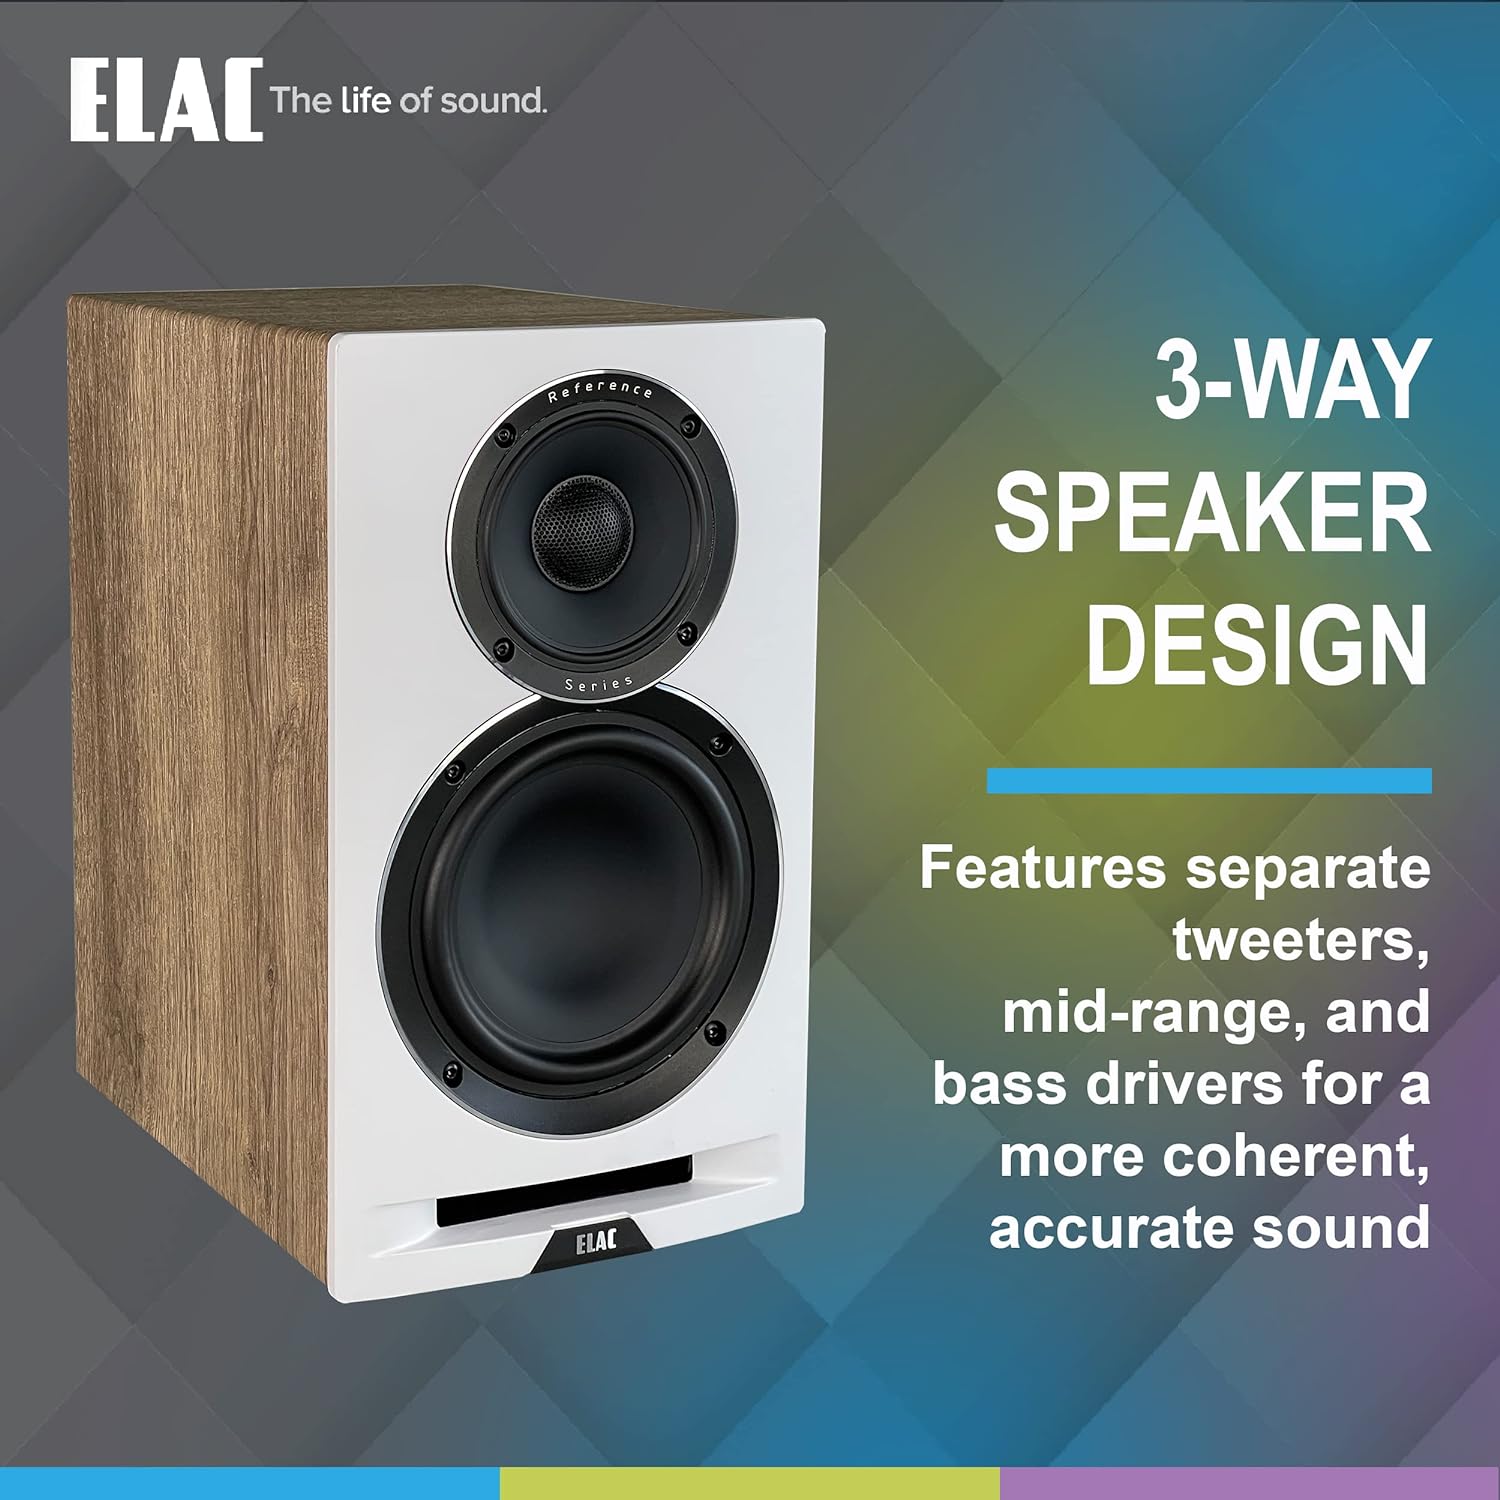 ELAC The life of sound.
Reference
Series
ELAC
3-WAY
SPEAKER
DESIGN
Features separate
tweeters,
mid-range, and
bass drivers for a
more coherent,
accurate sound